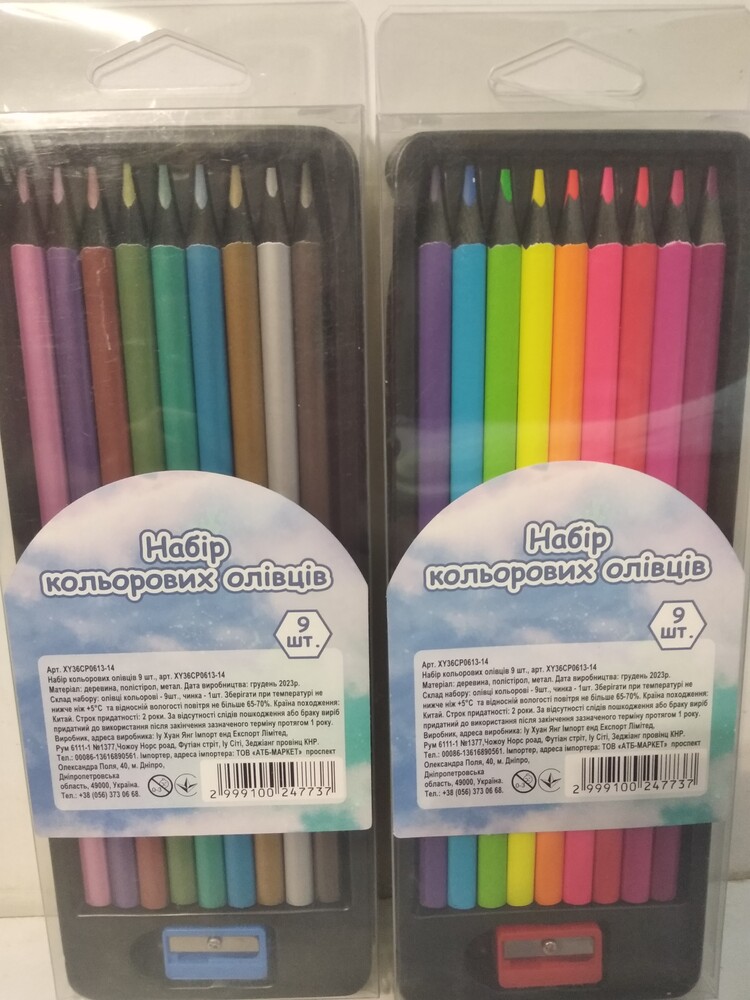 Набір
кольорових олівців
9
шт.
Арт. XY36CP0613-14
Набір кольорових олівців 9 шт., арт. XY36CP0613-14
Матеріал: деревина, полістірол, метал. Дата виробництва: грудень 2023р.
Склад набору: олівці кольорові - 9шт., чинка - 1шт. Зберігати при температурі не
нижче ніж +5°С та відносній вологості повітря не більше 65-70%. Країна походження:
Китай. Строк придатності: 2 роки. За відсутності слідів пошкодження або браку виріб
придатний до використання після закінчення зазначеного терміну протягом 1 року.
Виробник, адреса виробника: Іу Хуан Янг Імпорт енд Експорт Лімітед,
Рум 6111-1 №1377,Чожоу Норс роад, Футіан стріт, Іу Сіті, Зеджіанг провінц КНР.
Тел.: 00086-13616890561. Імпортер, адреса імпортера: ТОВ «АТБ-МАРКЕТ» проспект
Олександра Поля, 40, м. Дніпро,
Дніпропетровська
область, 49000, Україна.
Тел.: +38 (056) 373 06 68.
0-3
2 999100 247737
Набір
кольорових олівців
9
шт.
Арт. XY36CP0613-14
Набір кольорових олівців 9 шт., арт. XY36CP0613-14
Матеріал: деревина, полістірол, метал. Дата виробництва: грудень 2023р.
Склад набору: олівці кольорові - 9шт., чинка - 1шт. Зберігати при температурі не
нижче ніж +5°С та відносній вологості повітря не більше 65-70%. Країна походження:
Китай. Строк придатності: 2 роки. За відсутності слідів пошкодження або браку виріб
придатний до використання після закінчення зазначеного терміну протягом 1 року.
Виробник, адреса виробника: Іу Хуан Янг Імпорт енд Експорт Лімітед,
Рум 6111-1 №1377,Чожоу Норс роад, Футіан стріт, Іу Сіті, Зеджіанг провінц КНР.
Тел.: 00086-13616890561. Імпортер, адреса імпортера: ТОВ «АТБ-МАРКЕТ» проспект
Олександра Поля, 40, м. Дніпро,
Дніпропетровська
область, 49000, Україна.
Тел.: +38 (056) 373 06 68.
0-3
2 999100 247737